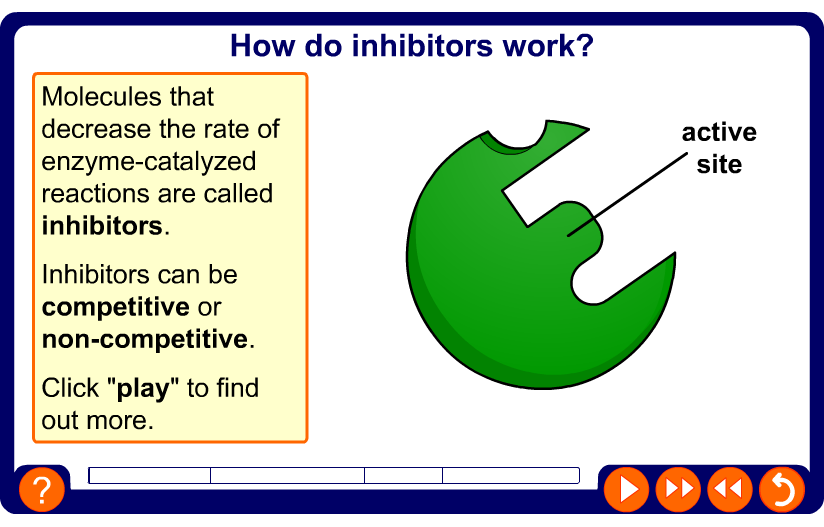 How do inhibitors work?
Molecules that
decrease the rate of
enzyme-catalyzed
reactions are called
inhibitors.
Inhibitors can be
competitive or
non-competitive.
Click "play" to find
out more.
active
site
?